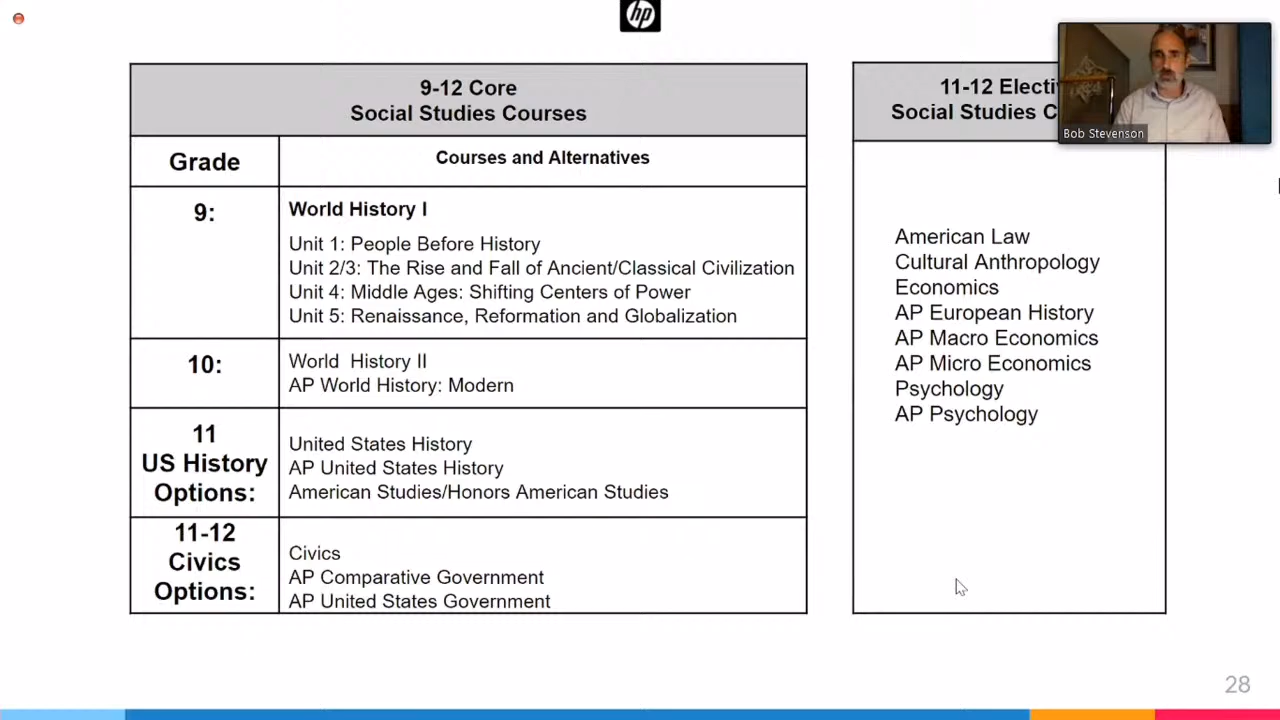 hp
9-12 Core
Social Studies Courses
Grade
Courses and Alternatives
9:
World History I
Unit 1: People Before History
Unit 2/3: The Rise and Fall of Ancient/Classical Civilization
Unit 4: Middle Ages: Shifting Centers of Power
Unit 5: Renaissance, Reformation and Globalization
10:
World  History II
AP World History: Modern
11
US History
Options:
United States History
AP United States History
American Studies/Honors American Studies
11-12
Civics
Options:
Civics
AP Comparative Government
AP United States Government
11-12 Electi
Social Studies C
Bob Stevenson
American Law
Cultural Anthropology
Economics
AP European History
AP Macro Economics
AP Micro Economics
Psychology
AP Psychology
28